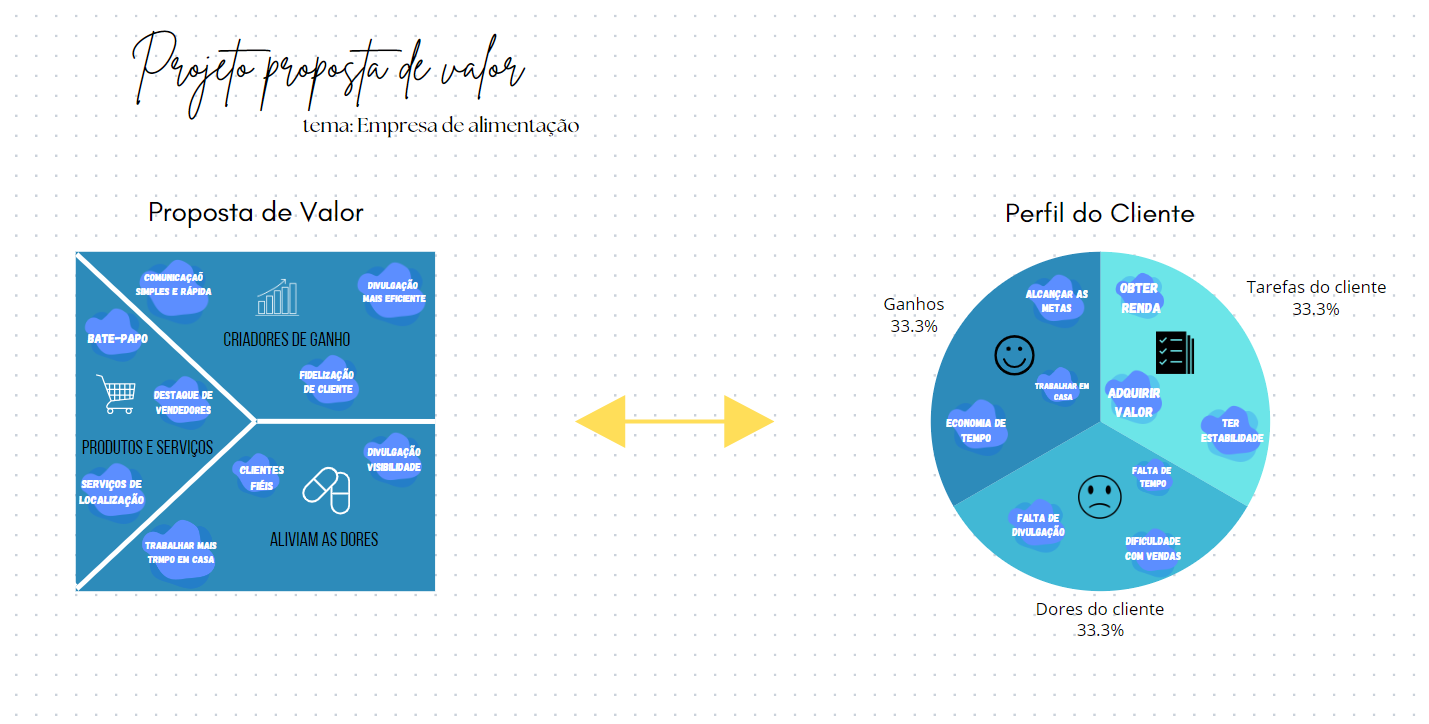 Projeto proposta de valor
tema: Empresa de alimentação
Proposta de Valor
COMUNICAÇAÕ
SIMPLES E RÁPIDA
DIVULGAÇÃO
MAIS EFICIENTE
CRIADORES DE GANHO
FIDELIZAÇÃO
DE CLIENTE
BATE-PAPO
DESTAQUE DE
VENDEDORES
PRODUTOS E SERVIÇOS
SERVIÇOS DE
LOCALIZAÇÃO
CLIENTES
FIÉIS
DIVULGAÇÃO
VISIBILIDADE
ALIVIAM AS DORES
TRABALHAR MAIS
TRMPO EM CASA
Perfil do Cliente
Ganhos
33.3%
ALCANÇAR AS
METAS
TRABALHAR EM
CASA
ECONOMIA DE
TEMPO
Tarefas do cliente
33.3%
OBTER
RENDA
ADQUIRIR
VALOR
TER
ESTABILIDADE
FALTA DE
TEMPO
FALTA DE
DIVULGAÇÃO
DIFICULDADE
COM VENDAS
Dores do cliente
33.3%